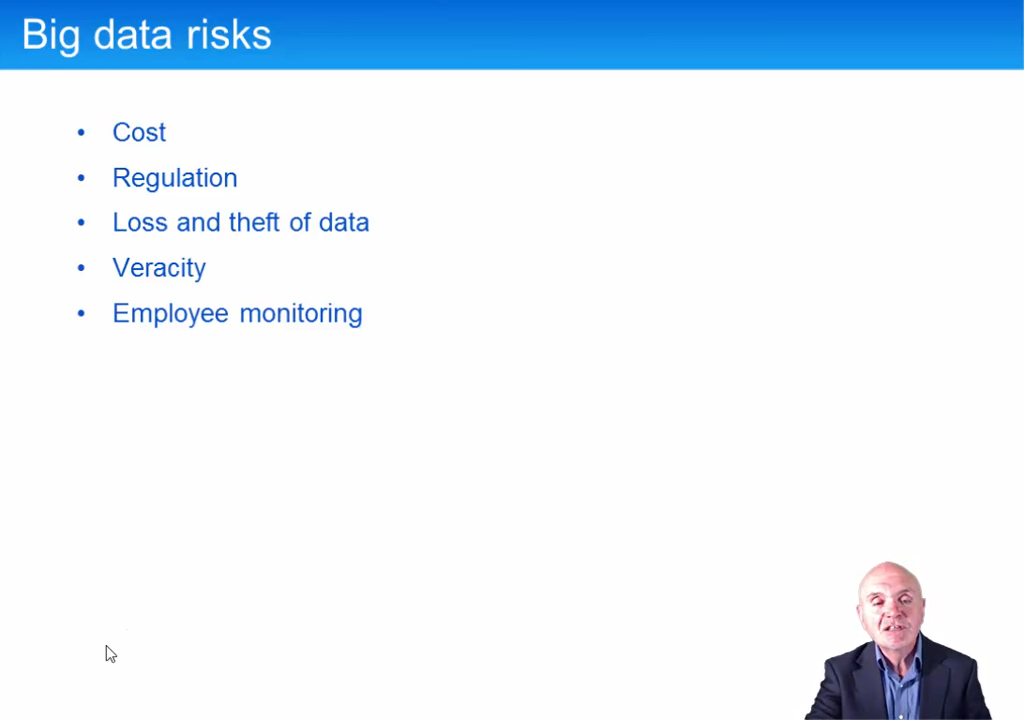 Big data risks
• Cost
• Regulation
• Loss and theft of data
• Veracity
• Employee monitoring